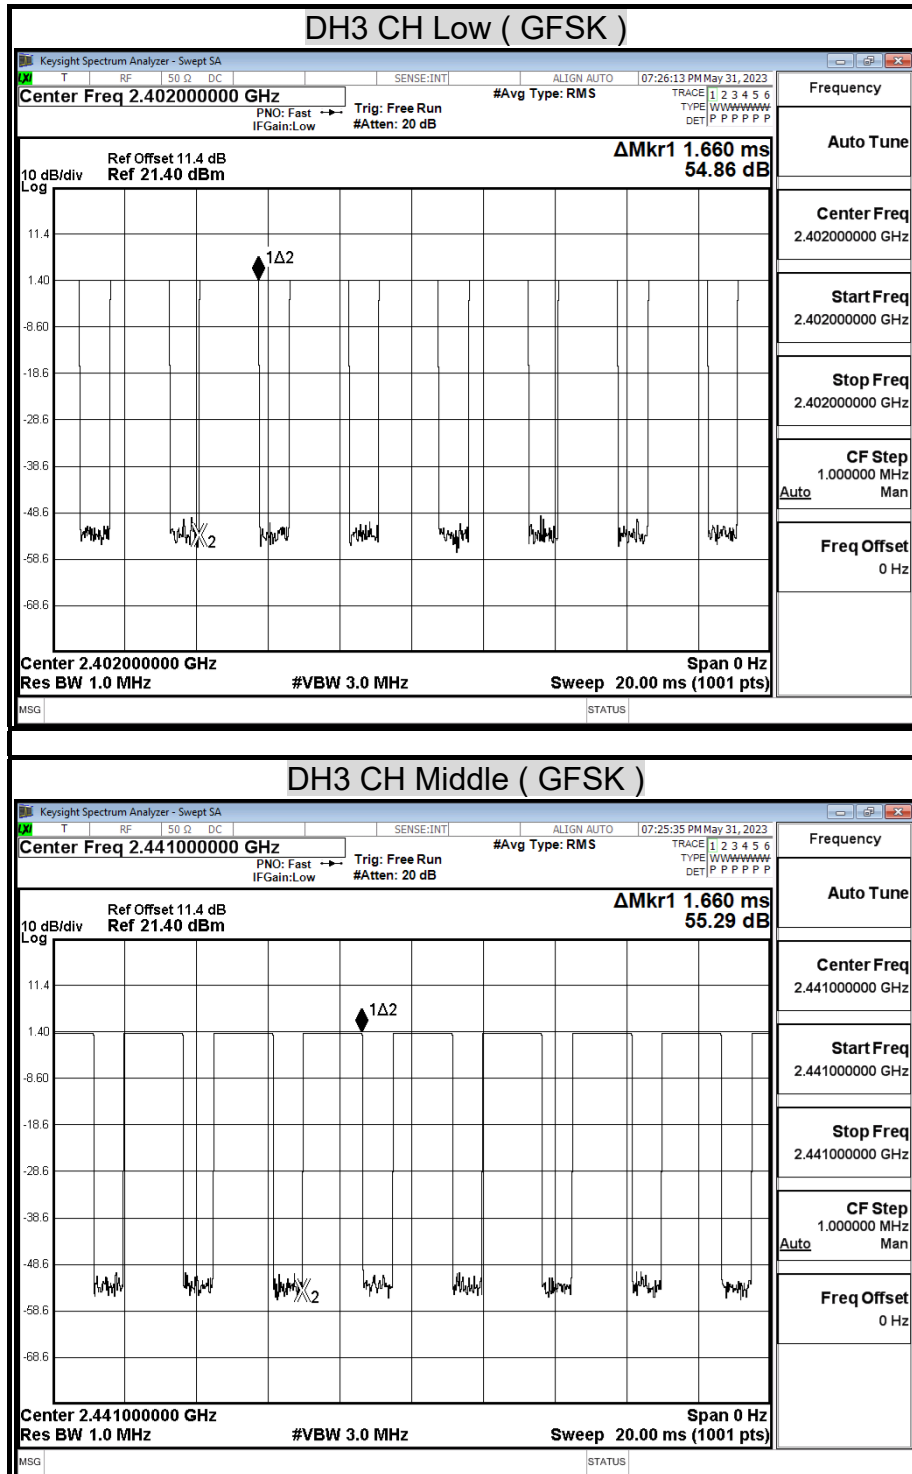 DH3 CH Low ( GFSK )
Keysight Spectrum Analyzer - Swept SA
LXI T RF 50 Ω DC SENSE:INT ALIGN AUTO 07:26:13 PM May 31, 2023
Center Freq 2.402000000 GHz
#Avg Type: RMS
TRACE 1 2 3 4 5 6
PNO: Fast
Trig: Free Run
TYPE WWWWWW
IFGain:Low
#Atten: 20 dB
DET P P P P P P
ΔMkr1 1.660 ms
54.86 dB
Ref Offset 11.4 dB
10 dB/div Ref 21.40 dBm
Log
11.4
1Δ2
1.40
-8.60
-18.6
-28.6
-38.6
-48.6
2
-58.6
-68.6
Center 2.402000000 GHz Span 0 Hz
Res BW 1.0 MHz #VBW 3.0 MHz Sweep 20.00 ms (1001 pts)
MSG STATUS
Frequency
Auto Tune
Center Freq
2.402000000 GHz
Start Freq
2.402000000 GHz
Stop Freq
2.402000000 GHz
CF Step
1.000000 MHz
Auto Man
Freq Offset
0 Hz
DH3 CH Middle ( GFSK )
Keysight Spectrum Analyzer - Swept SA
LXI T RF 50 Ω DC SENSE:INT ALIGN AUTO 07:25:35 PM May 31, 2023
Center Freq 2.441000000 GHz
#Avg Type: RMS
TRACE 1 2 3 4 5 6
PNO: Fast
Trig: Free Run
TYPE WWWWWW
IFGain:Low
#Atten: 20 dB
DET P P P P P P
ΔMkr1 1.660 ms
55.29 dB
Ref Offset 11.4 dB
10 dB/div Ref 21.40 dBm
Log
11.4
1Δ2
1.40
-8.60
-18.6
-28.6
-38.6
-48.6
2
-58.6
-68.6
Center 2.441000000 GHz Span 0 Hz
Res BW 1.0 MHz #VBW 3.0 MHz Sweep 20.00 ms (1001 pts)
MSG STATUS
Frequency
Auto Tune
Center Freq
2.441000000 GHz
Start Freq
2.441000000 GHz
Stop Freq
2.441000000 GHz
CF Step
1.000000 MHz
Auto Man
Freq Offset
0 Hz